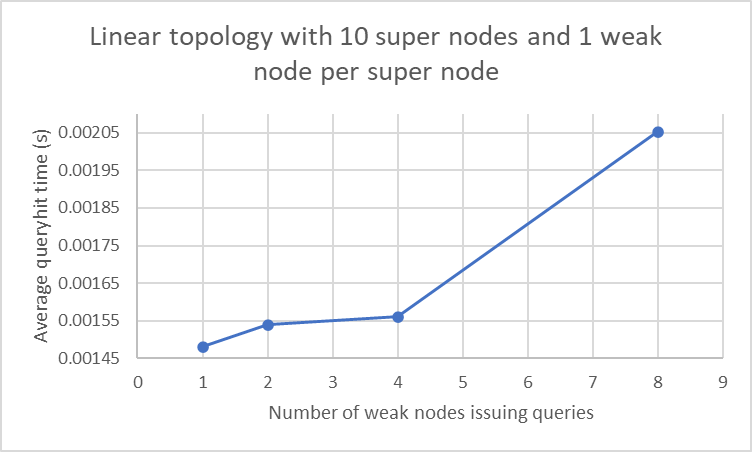 Linear topology with 10 super nodes and 1 weak
node per super node
Average queryhit time (s)
0.00205
0.00195
0.00185
0.00175
0.00165
0.00155
0.00145
0 1 2 3 4 5 6 7 8 9
Number of weak nodes issuing queries